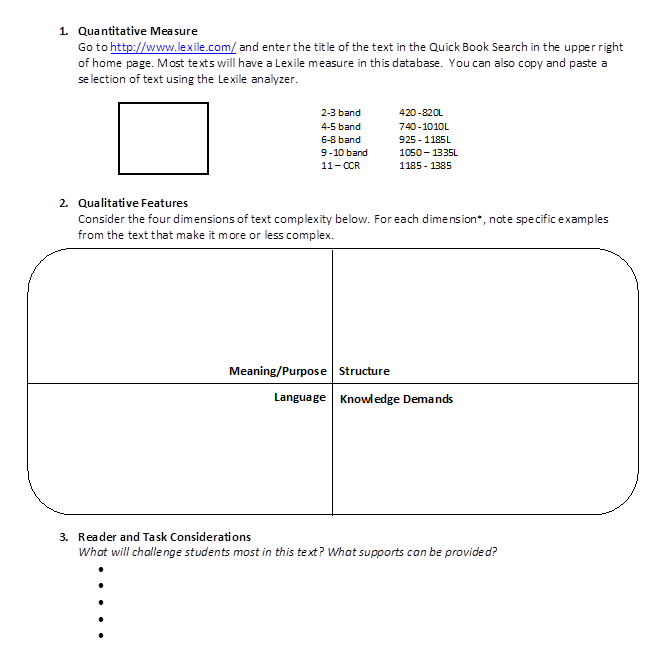 1. Quantitative Measure
Go to http://www.lexile.com/ and enter the title of the text in the Quick Book Search in the upper right
of home page. Most texts will have a Lexile measure in this database. You can also copy and paste a
selection of text using the Lexile analyzer.
2-3 band 420 -820L
4-5 band 740 -1010L
6-8 band 925 - 1185L
9 -10 band 1050 – 1335L
11 – CCR 1185 - 1385
2. Qualitative Features
Consider the four dimensions of text complexity below. For each dimension*, note specific examples
from the text that make it more or less complex.
Meaning/Purpose Structure
Language Knowledge Demands
3. Reader and Task Considerations
What will challenge students most in this text? What supports can be provided?
•
•
•
•
•